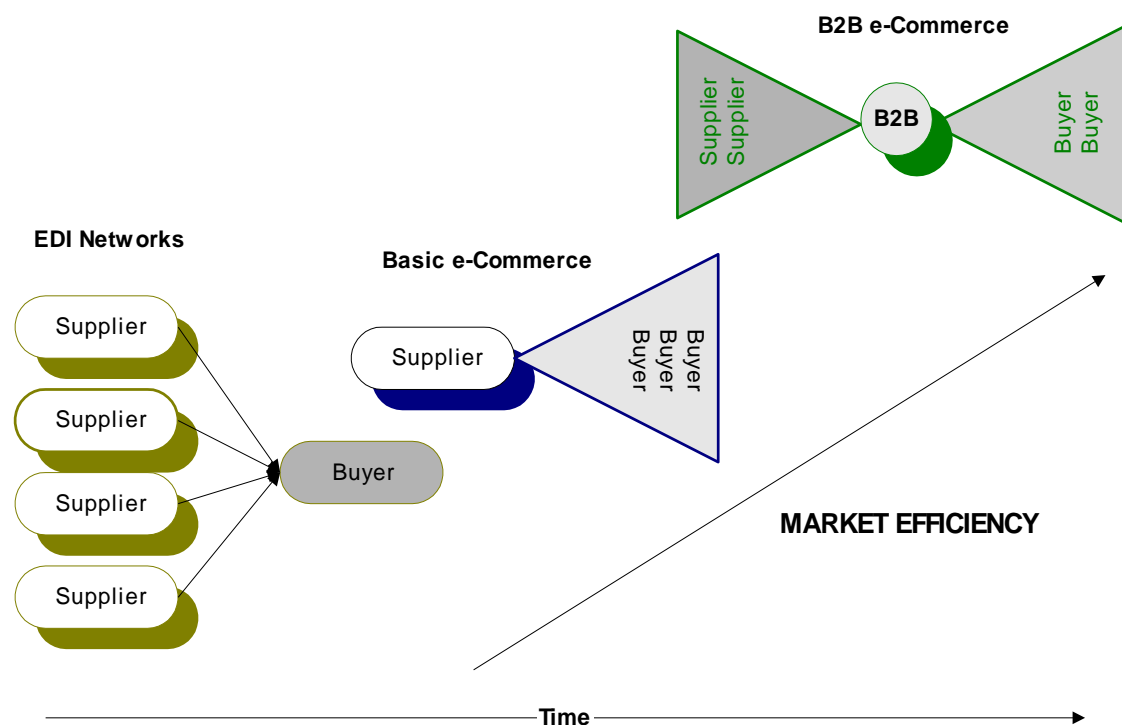 B2B e-Commerce
Supplier
Supplier
B2B
Buyer
Buyer
EDI Networks
Basic e-Commerce
Supplier
Supplier
Supplier
Supplier
Buyer
Supplier
Buyer
Buyer
Buyer
MARKET EFFICIENCY
Time